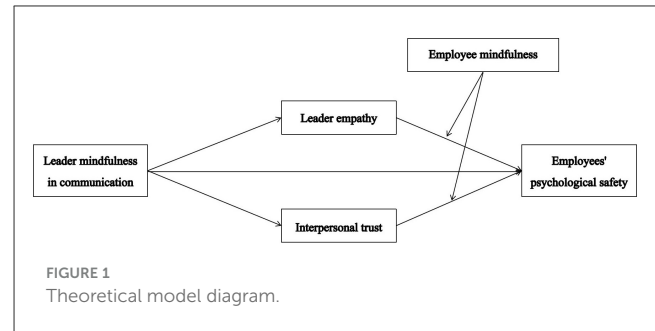 Employee mindfulness
Leader empathy
Leader mindfulness
in communication
Employees'
psychological safety
Interpersonal trust
FIGURE 1
Theoretical model diagram.